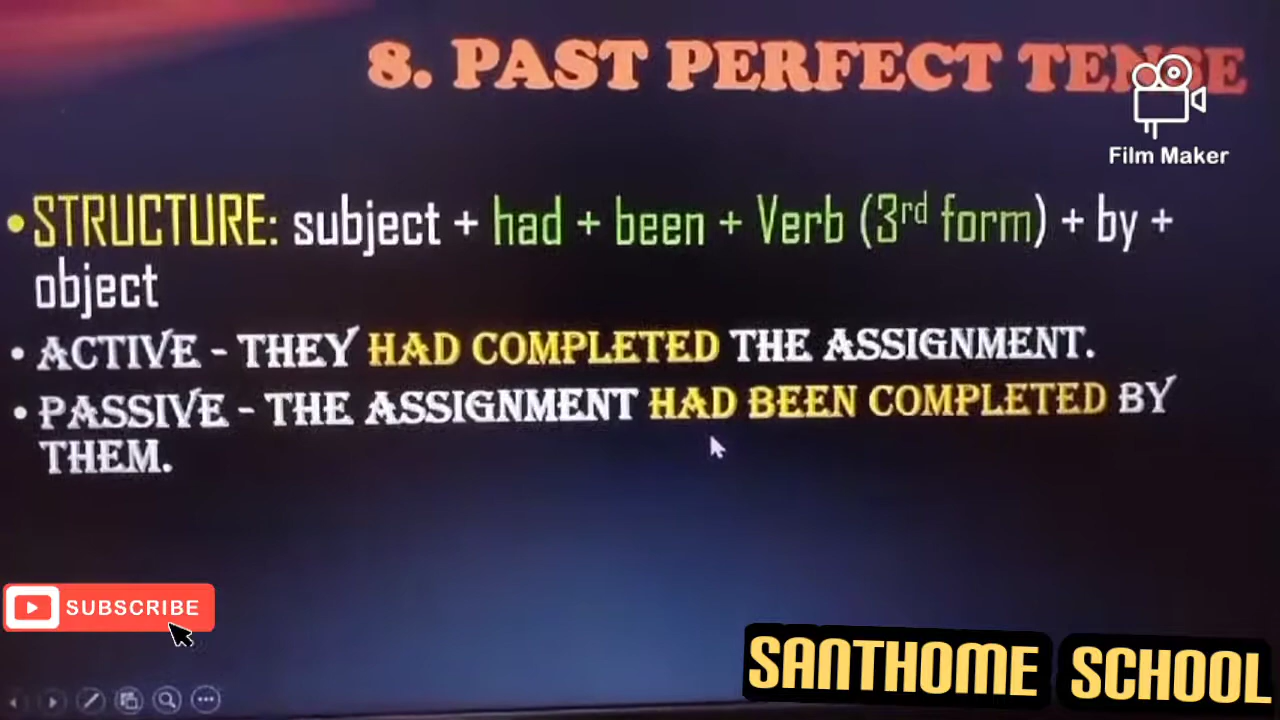 8. PAST PERFECT TENSE
Film Maker
• STRUCTURE: subject + had + been + Verb (3rd form) + by +
object
• ACTIVE - THEY HAD COMPLETED THE ASSIGNMENT.
• PASSIVE - THE ASSIGNMENT HAD BEEN COMPLETED BY
THEM.
SUBSCRIBE
SANTHOME SCHOOL